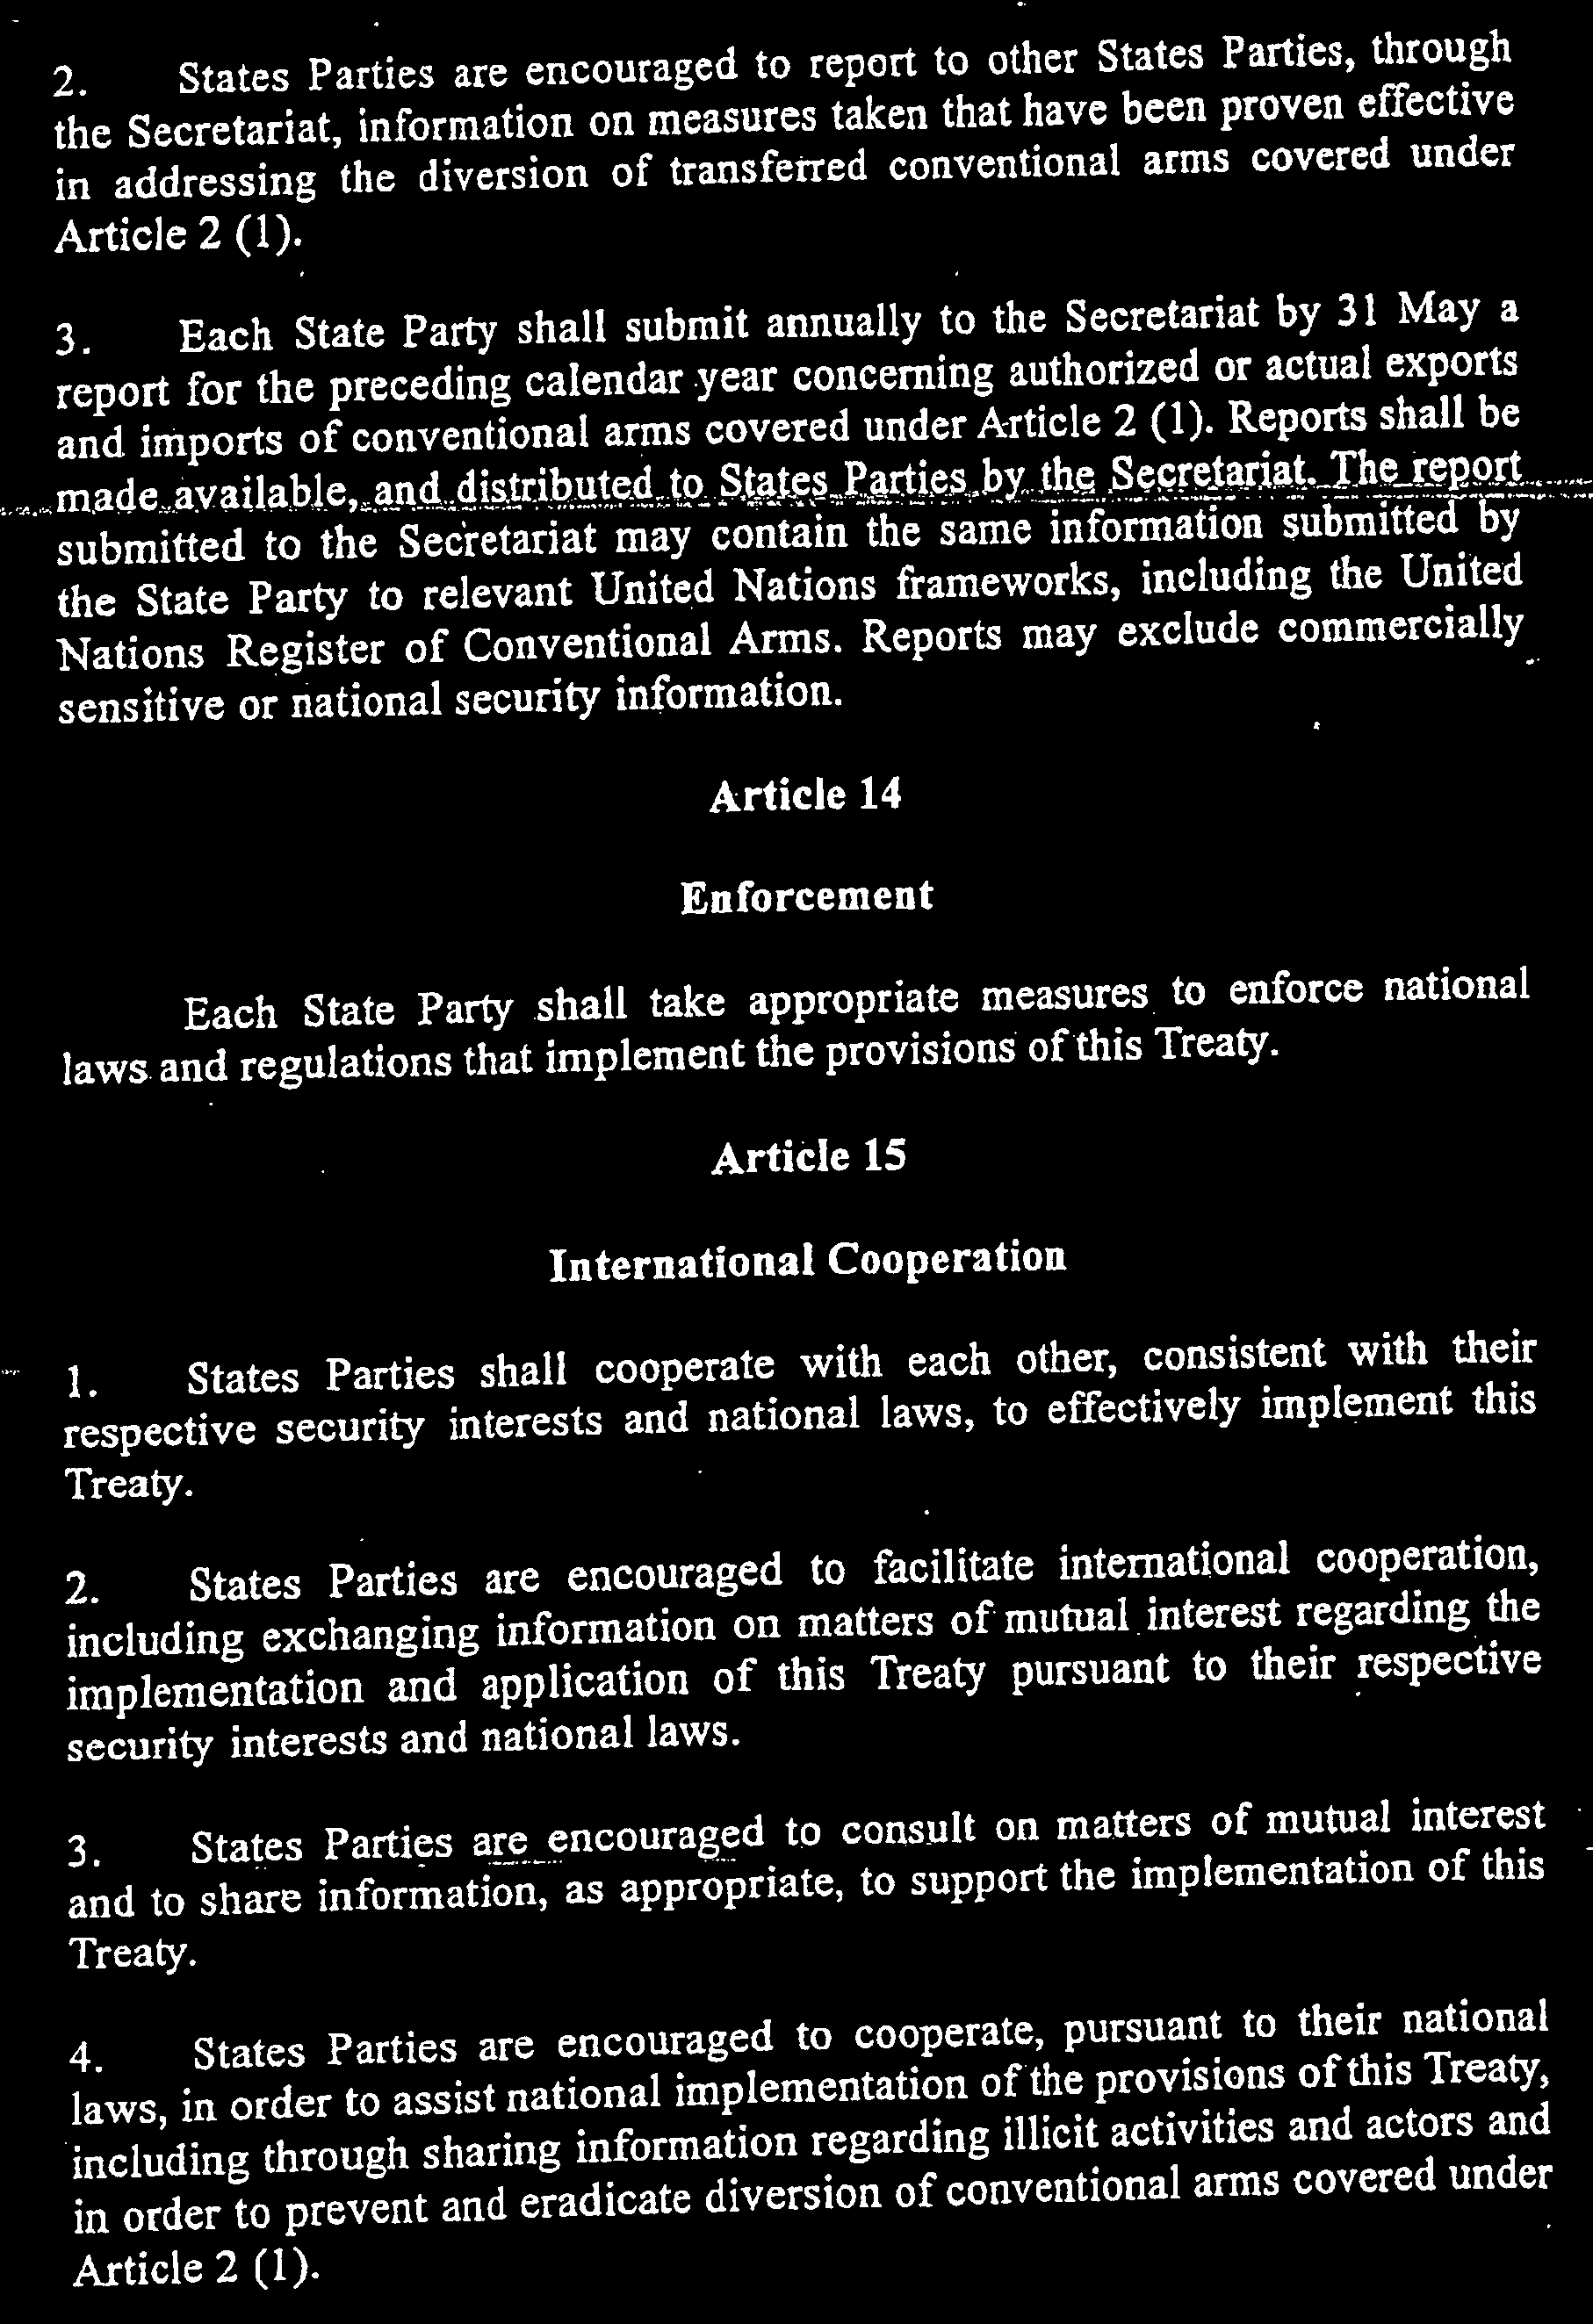 2. States Parties are encouraged to report to other States Parties, through
the Secretariat, information on measures taken that have been proven effective
in addressing the diversion of transferred conventional arms covered under
Article 2 (1).
3. Each State Party shall submit annually to the Secretariat by 31 May a
report for the preceding calendar year concerning authorized or actual exports
and imports of conventional arms covered under Article 2 (1). Reports shall be
made available, and distributed to States Parties by the Secretariat. The report
submitted to the Secretariat may contain the same information submitted by
the State Party to relevant United Nations frameworks, including the United
Nations Register of Conventional Arms. Reports may exclude commercially
sensitive or national security information.
Article 14
Enforcement
Each State Party shall take appropriate measures to enforce national
laws and regulations that implement the provisions of this Treaty.
Article 15
International Cooperation
1. States Parties shall cooperate with each other, consistent with their
respective security interests and national laws, to effectively implement this
Treaty.
2. States Parties are encouraged to facilitate international cooperation,
including exchanging information on matters of mutual interest regarding the
implementation and application of this Treaty pursuant to their respective
security interests and national laws.
3. States Parties are encouraged to consult on matters of mutual interest
and to share information, as appropriate, to support the implementation of this
Treaty.
4. States Parties are encouraged to cooperate, pursuant to their national
laws, in order to assist national implementation of the provisions of this Treaty,
including through sharing information regarding illicit activities and actors and
in order to prevent and eradicate diversion of conventional arms covered under
Article 2 (1).